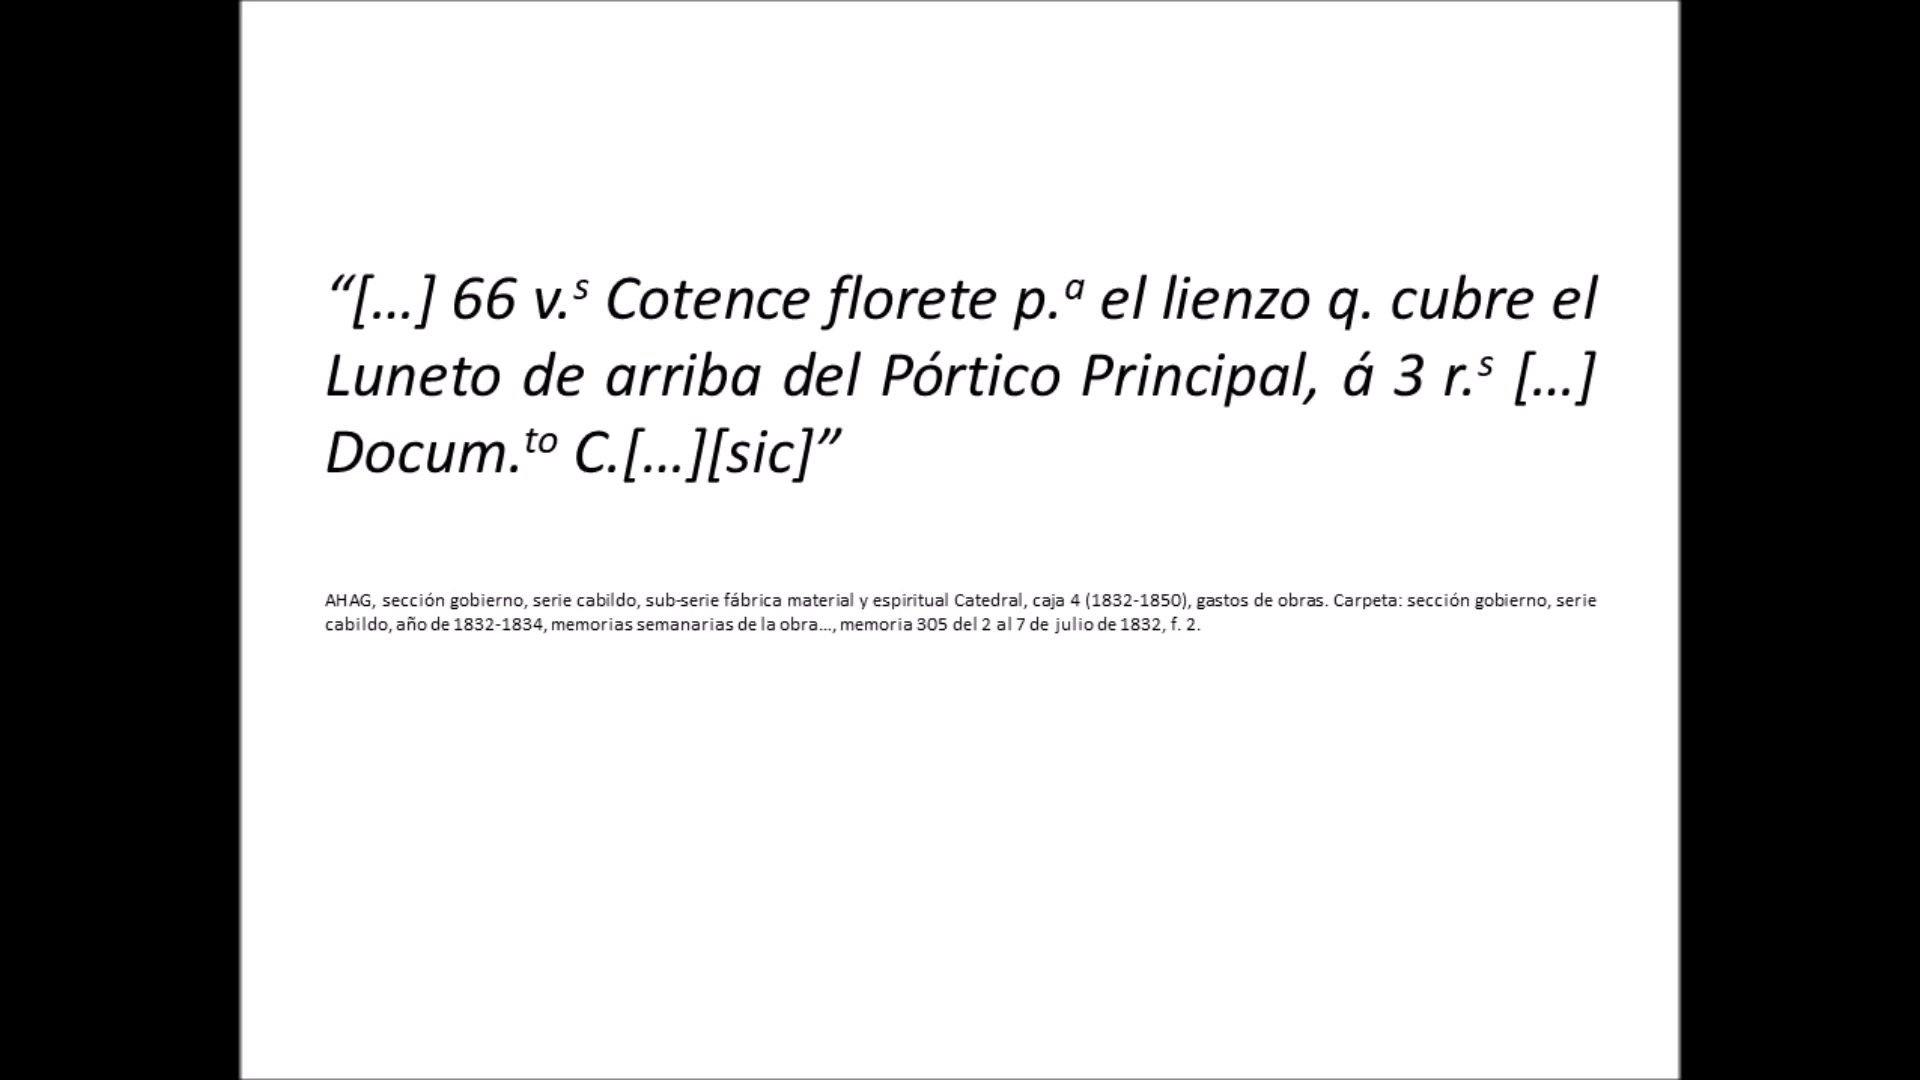 “[…] 66 v.ˢ Cotence florete p.ᵃ el lienzo q. cubre el
Luneto de arriba del Pórtico Principal, á 3 r.ˢ […]
Docum.ᵗᵒ C.[…][sic]”
AHAG, sección gobierno, serie cabildo, sub-serie fábrica material y espiritual Catedral, caja 4 (1832-1850), gastos de obras. Carpeta: sección gobierno, serie
cabildo, año de 1832-1834, memorias semanarias de la obra…, memoria 305 del 2 al 7 de julio de 1832, f. 2.